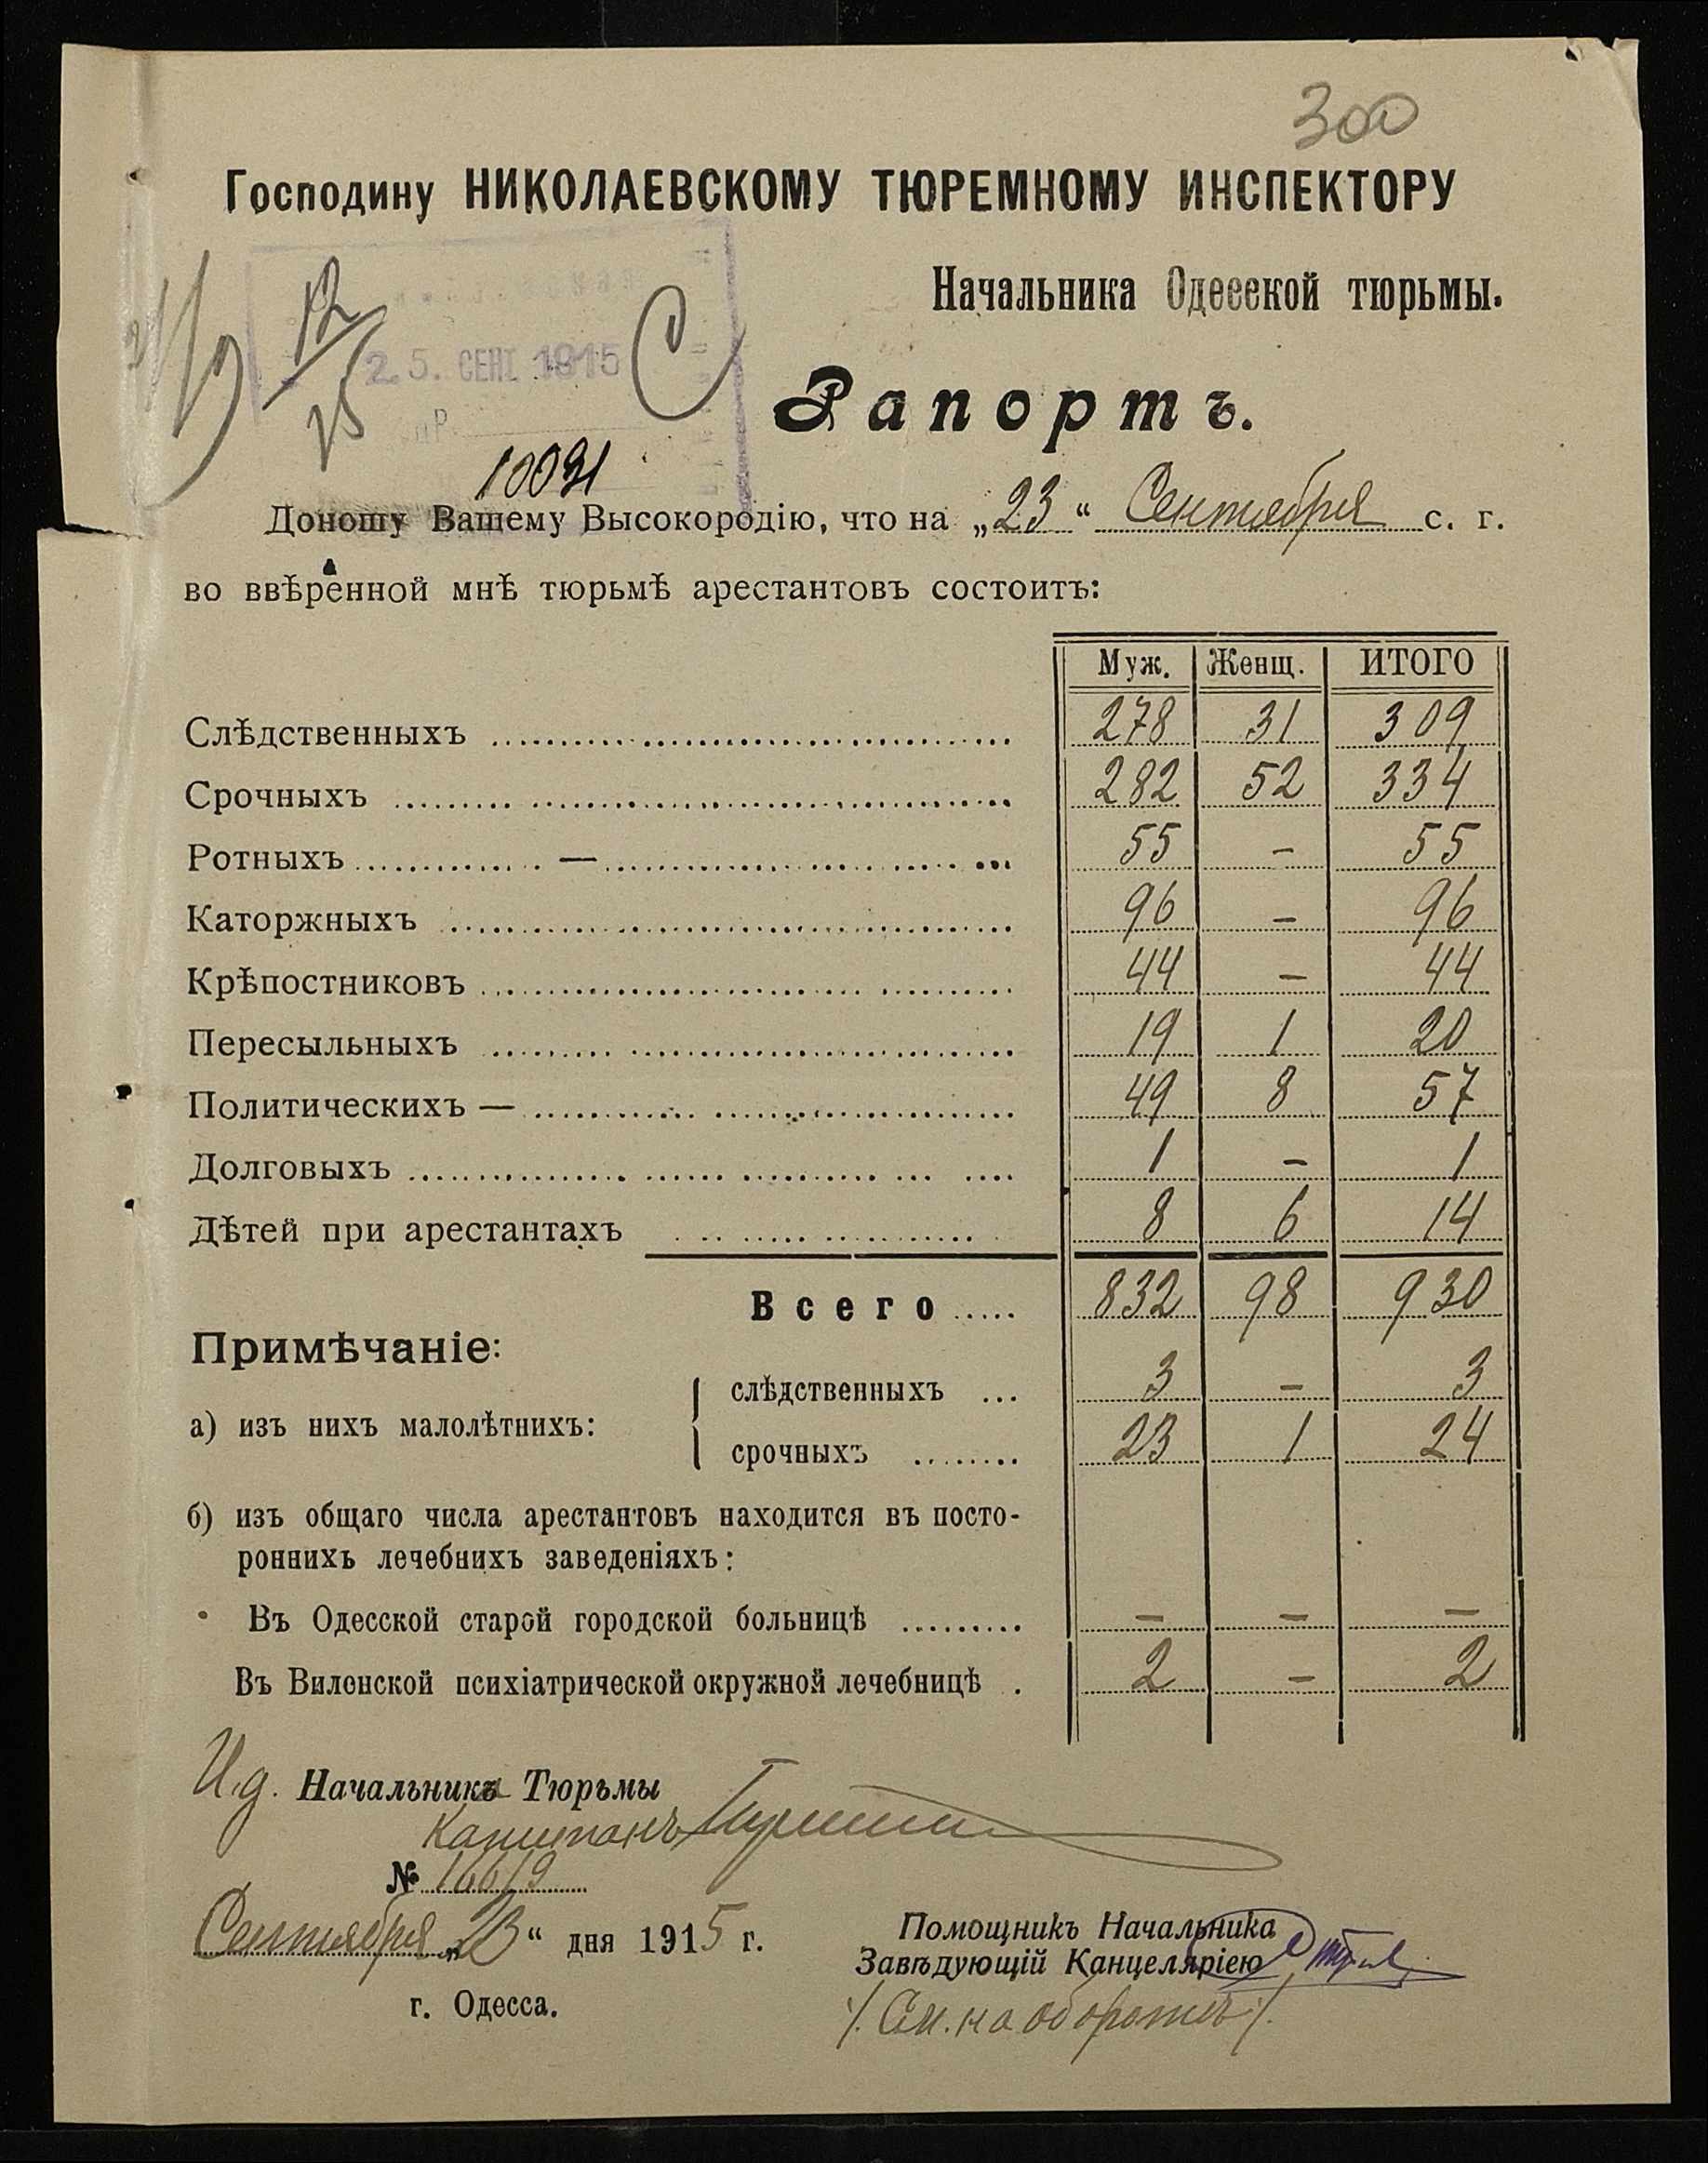 300
Господину НИКОЛАЕВСКОМУ ТЮРЕМНОМУ ИНСПЕКТОРУ
Начальника Одесской тюрьмы.
25. СЕНТ 1915
Рапортъ.
10031
Доношу Вашему Высокородію, что на „23“ Сентября с. г.
во ввѣренной мнѣ тюрьмѣ арестантовъ состоитъ:
Муж. Женщ. ИТОГО
Слѣдственныхъ 278 31 309
Срочныхъ 282 52 334
Ротныхъ — 55 - 55
Каторжныхъ 96 - 96
Крѣпостниковъ 44 - 44
Пересыльныхъ 19 1 20
Политическихъ — 49 8 57
Долговыхъ 1 - 1
Дѣтей при арестантахъ 8 6 14
Всего 832 98 930
Примѣчаніе:
а) изъ нихъ малолѣтнихъ:
слѣдственныхъ 3 - 3
срочныхъ 23 1 24
б) изъ общаго числа арестантовъ находится въ посто-
роннихъ лечебнихъ заведеніяхъ:
Въ Одесской старой городской больницѣ — — —
Въ Виленской психіатрической окружной лечебницѣ 2 - 2
И.д. Начальника Тюрьмы
Капитанъ
№ 16619
Сентября „23“ дня 1915 г.
г. Одесса.
Помощникъ Начальника
Завѣдующій Канцеляріею
/. См. на оборотѣ /.